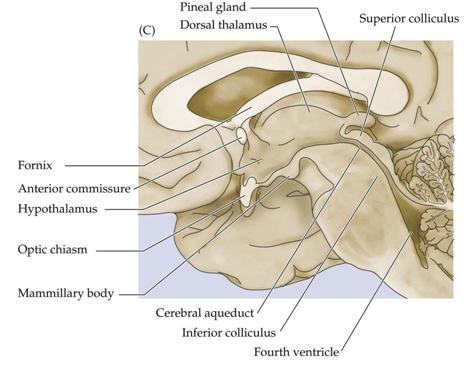 Pineal gland
Dorsal thalamus
Superior colliculus
(C)
Fornix
Anterior commissure
Hypothalamus
Optic chiasm
Mammillary body
Cerebral aqueduct
Inferior colliculus
Fourth ventricle